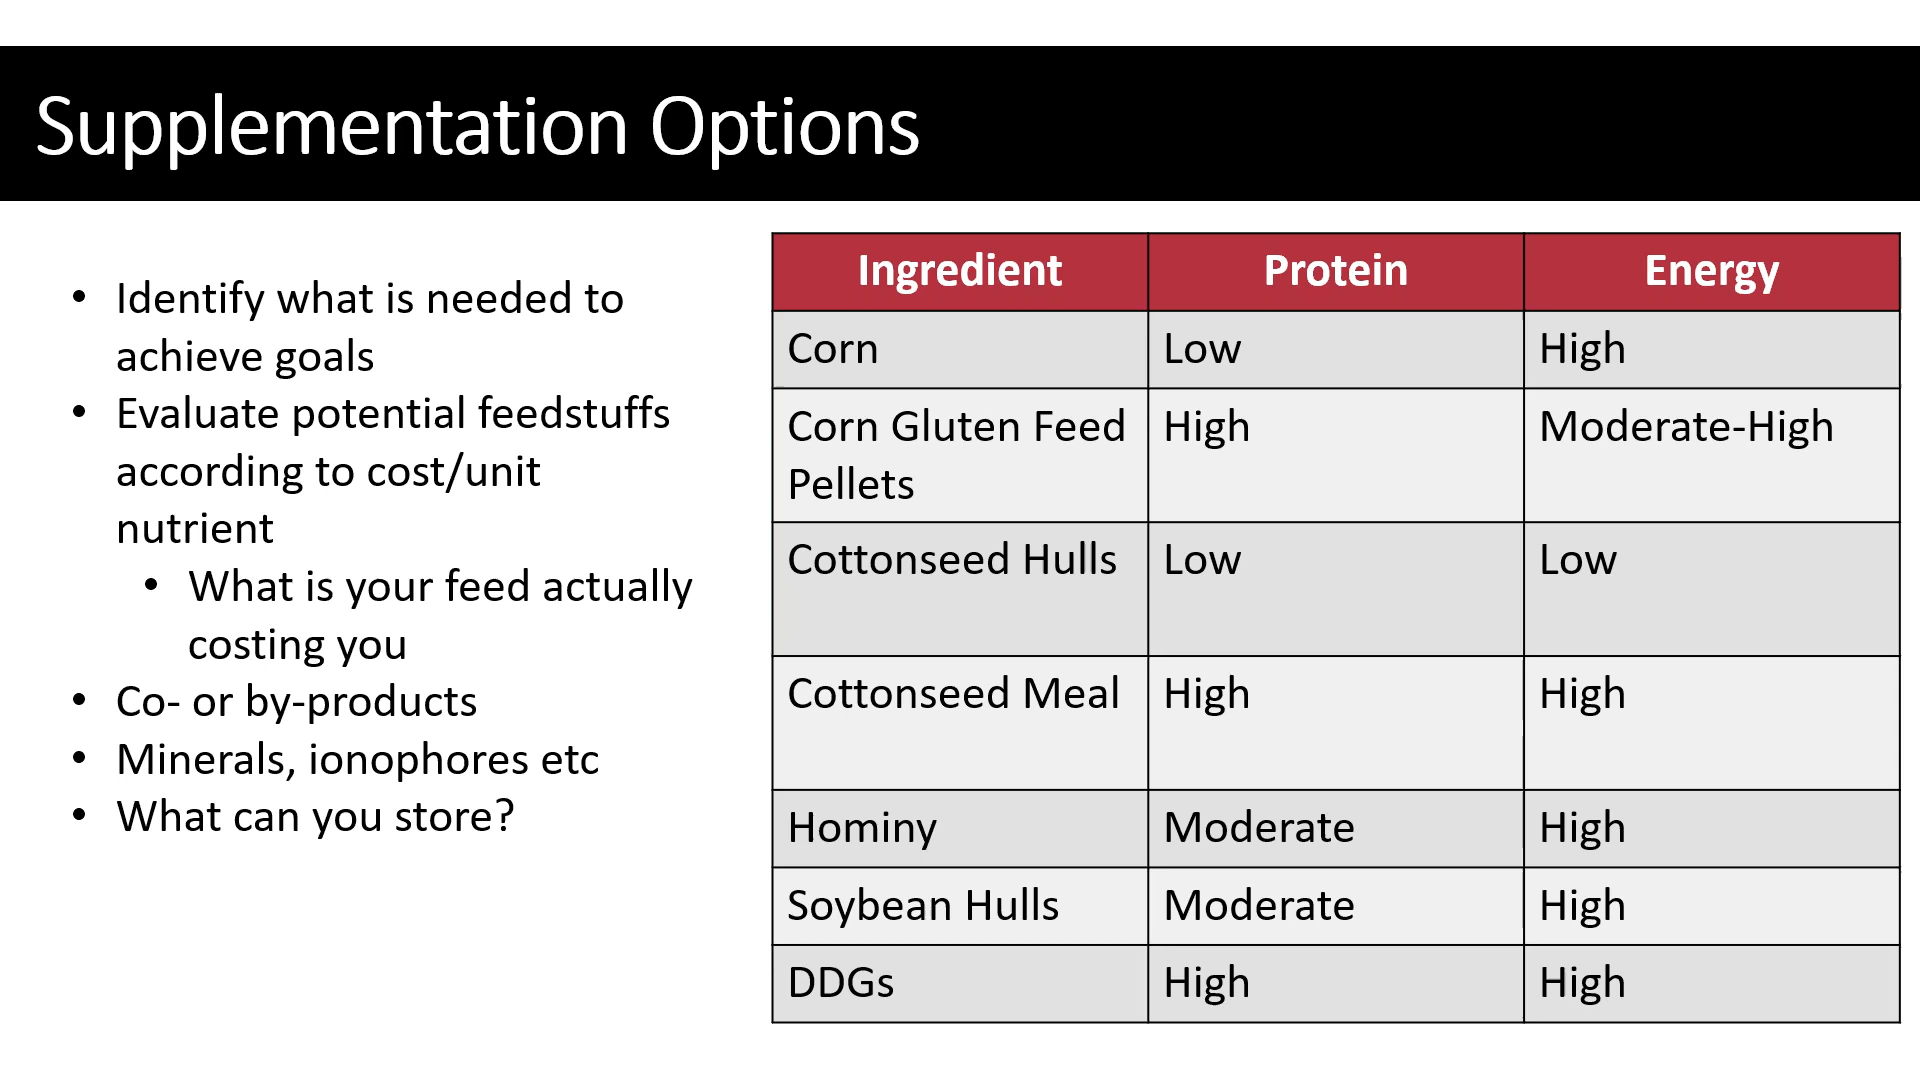 Supplementation Options
• Identify what is needed to
achieve goals
• Evaluate potential feedstuffs
according to cost/unit
nutrient
• What is your feed actually
costing you
• Co- or by-products
• Minerals, ionophores etc
• What can you store?
Ingredient Protein Energy
Corn Low High
Corn Gluten Feed High Moderate-High
Pellets
Cottonseed Hulls Low Low
Cottonseed Meal High High
Hominy Moderate High
Soybean Hulls Moderate High
DDGs High High